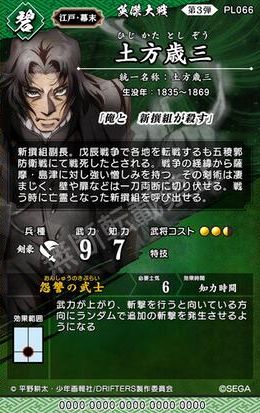 碧
江戸・幕末
英傑大戦
第3弾
PL066
ひじ かた とし ぞう
土方歳三
統一名称:土方歳三
生没年:1835～1869
「俺と 新撰組が殺す」
新撰組副長。戊辰戦争で各地を転戦するも五稜郭
防衛戦にて戦死したとされる。戦争の経緯から薩
摩・島津に対し強い憎しみを持つ。その剣術は凄
まじく、壁や扉などは一刀両断に切り伏せる。戦
う時に亡霊となった新撰組を呼び出せる。
兵種 武力 知力 武将コスト
剣豪 9 7 特技
おんしゅうのさぶらい
怨讐の武士
必要士気 6
効果時間 知力時間
効果範囲
武力が上がり、斬撃を行うと向いている方
向にランダムで追加の斬撃を発生させるよ
うになる
© 平野耕太・少年画報社/DRIFTERS製作委員会
©SEGA
0000-0000-0000-0000-0000